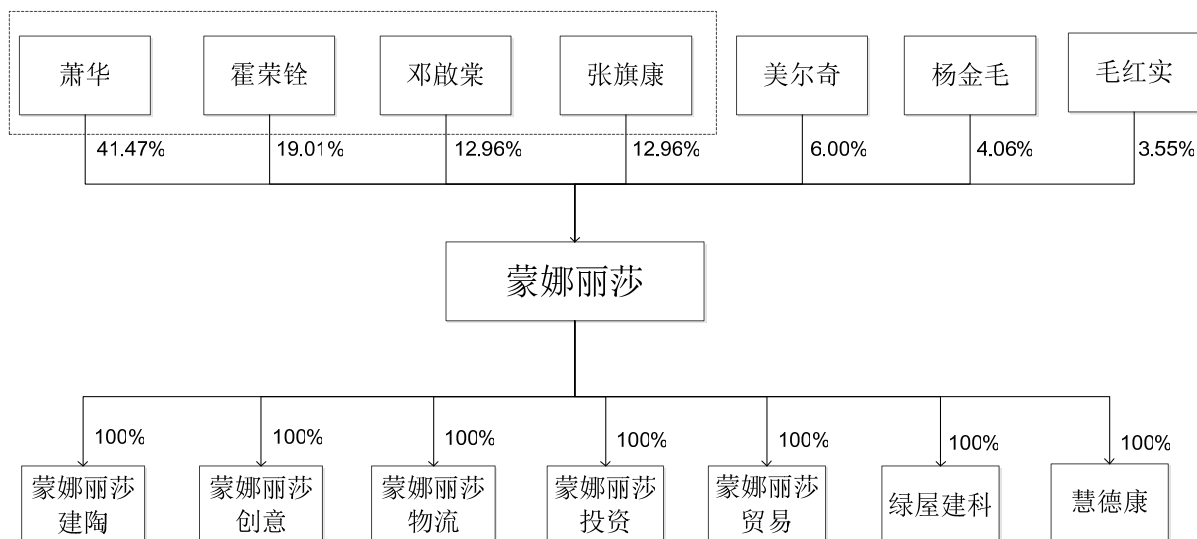 萧华
霍荣铨
邓啟棠
张旗康
美尔奇
杨金毛
毛红实
41.47%
19.01%
12.96%
12.96%
6.00%
4.06%
3.55%
蒙娜丽莎
100%
100%
100%
100%
100%
100%
100%
蒙娜丽莎
建陶
蒙娜丽莎
创意
蒙娜丽莎
物流
蒙娜丽莎
投资
蒙娜丽莎
贸易
绿屋建科
慧德康